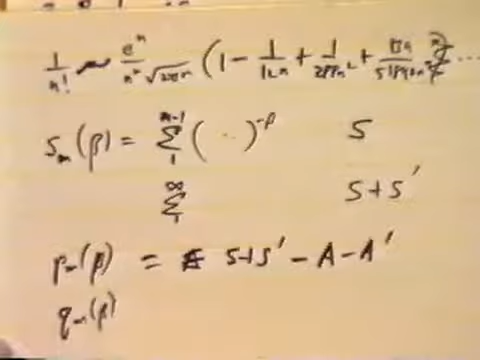 1/n! ~ e^n / n^n √2πn (1 - 1/12n + 1/288n² + 139/51840n³ ...
S_m(β) = Σ_1^{m-1} ( . . )^{-β} S
Σ_1^∞ S + S'
p_m(β) = S+S' - A - A'
q_m(β)